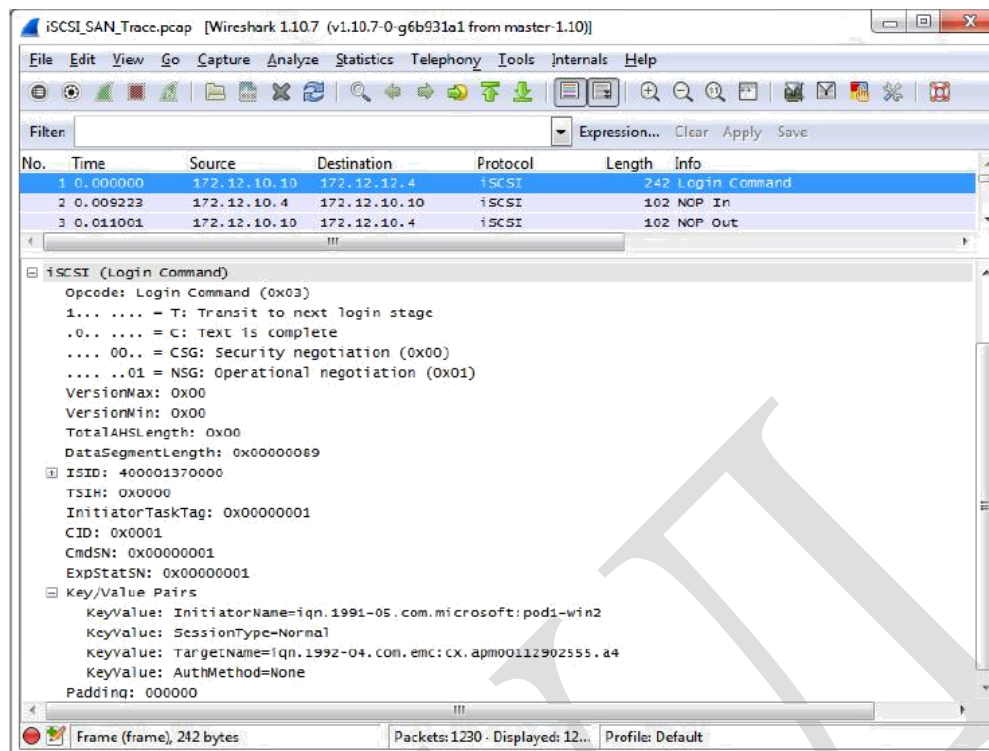 iSCSI_SAN_Trace.pcap [Wireshark 1.10.7 (v1.10.7-0-g6b931a1 from master-1.10)]
File Edit View Go Capture Analyze Statistics Telephony Tools Internals Help
Filter: Expression... Clear Apply Save
No. Time Source Destination Protocol Length Info
1 0.000000 172.12.10.10 172.12.12.4 iSCSI 242 Login Command
2 0.009223 172.12.10.4 172.12.10.10 iSCSI 102 NOP In
3 0.011001 172.12.10.10 172.12.10.4 iSCSI 102 NOP Out
iSCSI (Login Command)
Opcode: Login Command (0x03)
1... .... = T: Transit to next login stage
.0.. .... = C: Text is complete
.... 00.. = CSG: Security negotiation (0x00)
.... ..01 = NSG: Operational negotiation (0x01)
VersionMax: 0x00
VersionMin: 0x00
TotalAHSLength: 0x00
DataSegmentLength: 0x00000089
ISID: 400001370000
TSIH: 0x0000
InitiatorTaskTag: 0x00000001
CID: 0x0001
CmdSN: 0x00000001
ExpStatSN: 0x00000001
Key/Value Pairs
KeyValue: InitiatorName=iqn.1991-05.com.microsoft:pod1-win2
KeyValue: SessionType=Normal
KeyValue: TargetName=iqn.1992-04.com.emc:cx.apm00112902555.a4
KeyValue: AuthMethod=None
Padding: 000000
Frame (frame), 242 bytes Packets: 1230 · Displayed: 12... Profile: Default